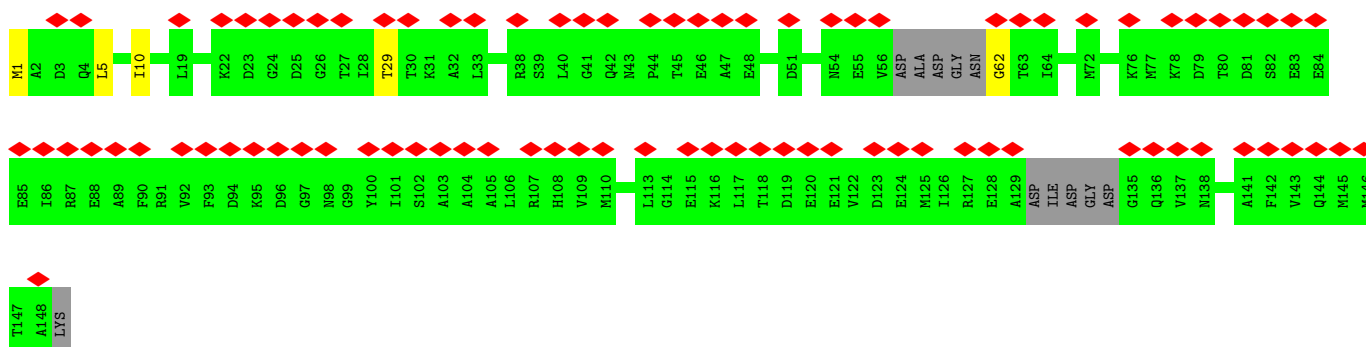 M1 A2 D3 Q4 L5 I10 L19 K22 D23 G24 D25 G26 T27 I28 T29 T30 K31 A32 L33 R38 S39 L40 G41 Q42 N43 P44 T45 E46 A47 E48 D51 N54 E55 V56 ASP ALA ASP GLY ASN G62 T63 I64 M72 K76 M77 K78 D79 T80 D81 S82 E83 E84
E85 I86 R87 E88 A89 F90 R91 V92 F93 D94 K95 D96 G97 N98 G99 Y100 I101 S102 A103 A104 A105 L106 R107 H108 V109 M110 L113 G114 E115 K116 L117 T118 D119 E120 E121 V122 D123 E124 M125 I126 R127 E128 A129 ASP ILE ASP GLY ASP G135 Q136 V137 N138 A141 F142 V143 Q144 M145 M146
T147 A148 LYS